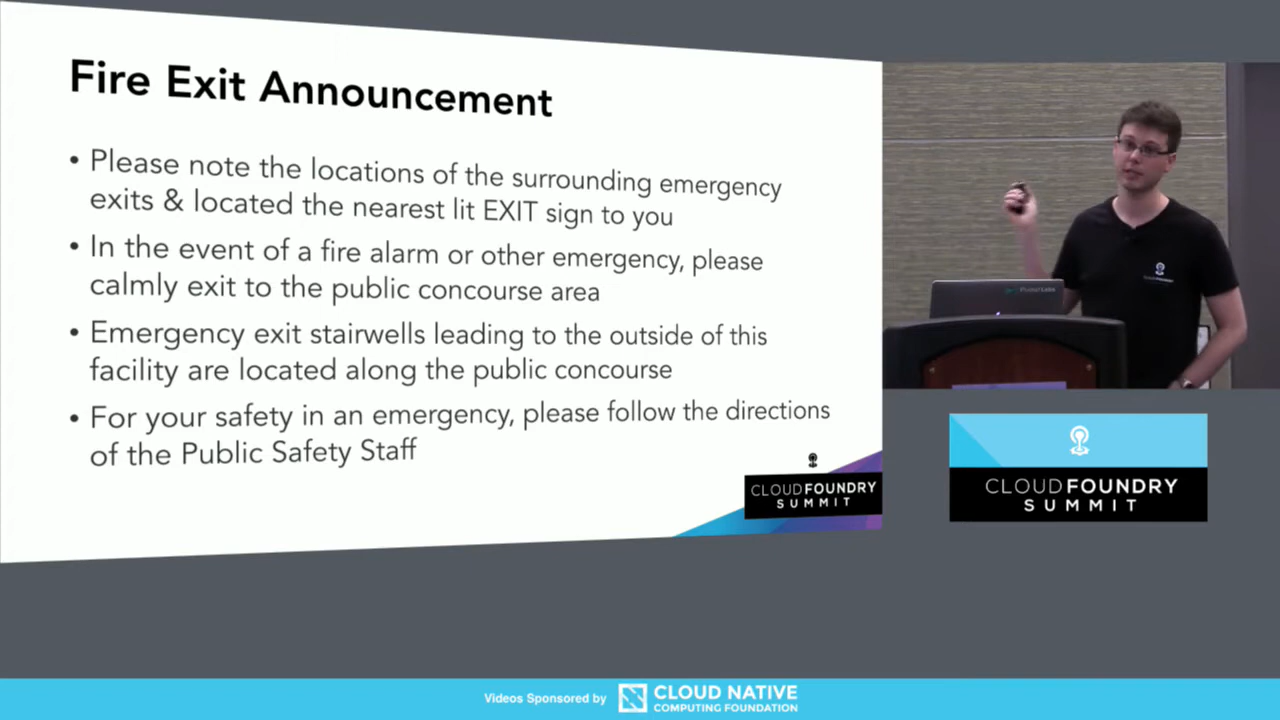 Fire Exit Announcement
• Please note the locations of the surrounding emergency
exits & located the nearest lit EXIT sign to you
• In the event of a fire alarm or other emergency, please
calmly exit to the public concourse area
• Emergency exit stairwells leading to the outside of this
facility are located along the public concourse
• For your safety in an emergency, please follow the directions
of the Public Safety Staff
CLOUDFOUNDRY
SUMMIT
CLOUDFOUNDRY
SUMMIT
Videos Sponsored by
CLOUD NATIVE
COMPUTING FOUNDATION